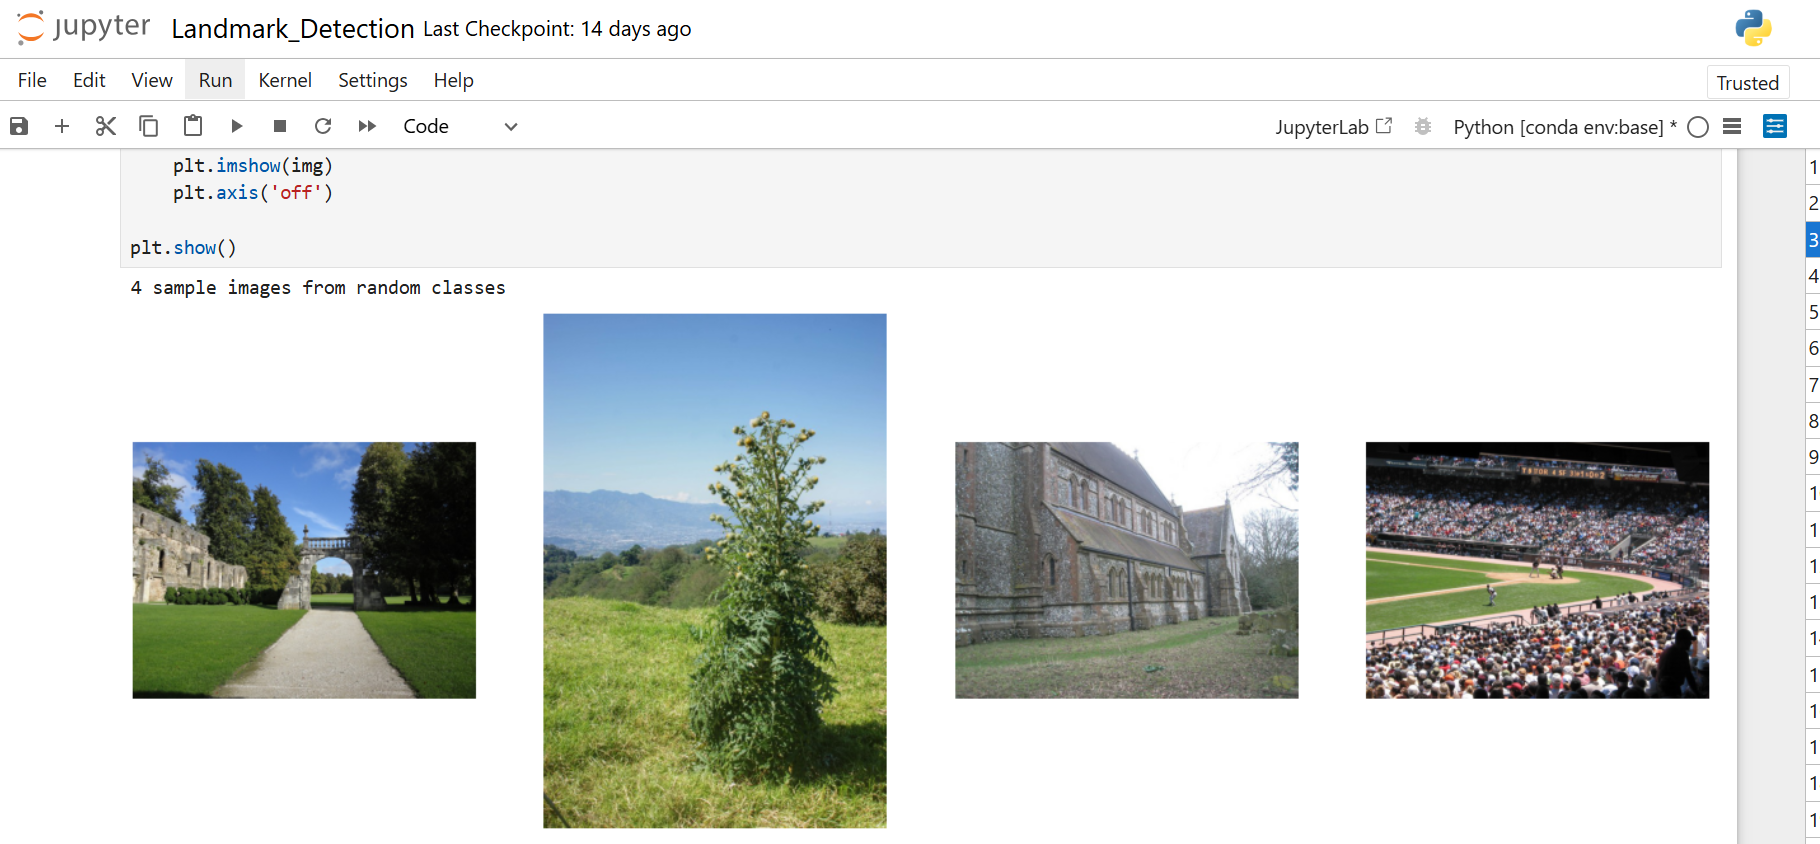 jupyter Landmark_Detection Last Checkpoint: 14 days ago
File Edit View Run Kernel Settings Help Trusted
Code JupyterLab Python [conda env:base] *
plt.imshow(img)
plt.axis('off')
plt.show()
4 sample images from random classes
1
2
3
4
5
6
7
8
9
1
1
1
1
1
1
1
1
1
1